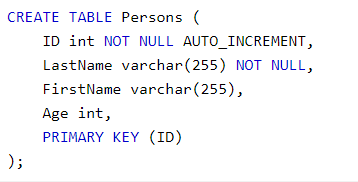 CREATE TABLE Persons (
    ID int NOT NULL AUTO_INCREMENT,
    LastName varchar(255) NOT NULL,
    FirstName varchar(255),
    Age int,
    PRIMARY KEY (ID)
);